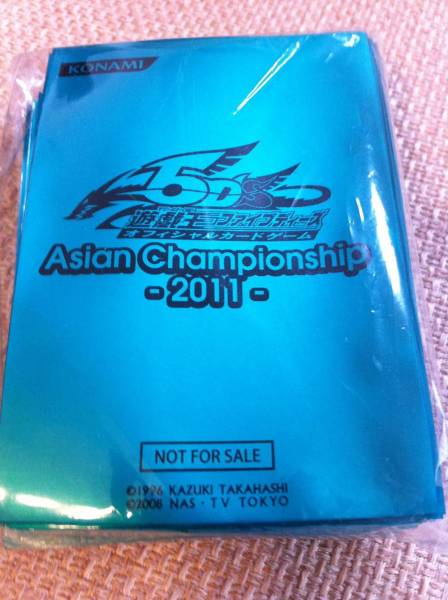 KONAMI
5D's
遊戯王ファイブディーズ
オフィシャルカードゲーム
Asian Championship
- 2011 -
NOT FOR SALE
©1996 KAZUKI TAKAHASHI
©2008 NAS・TV TOKYO